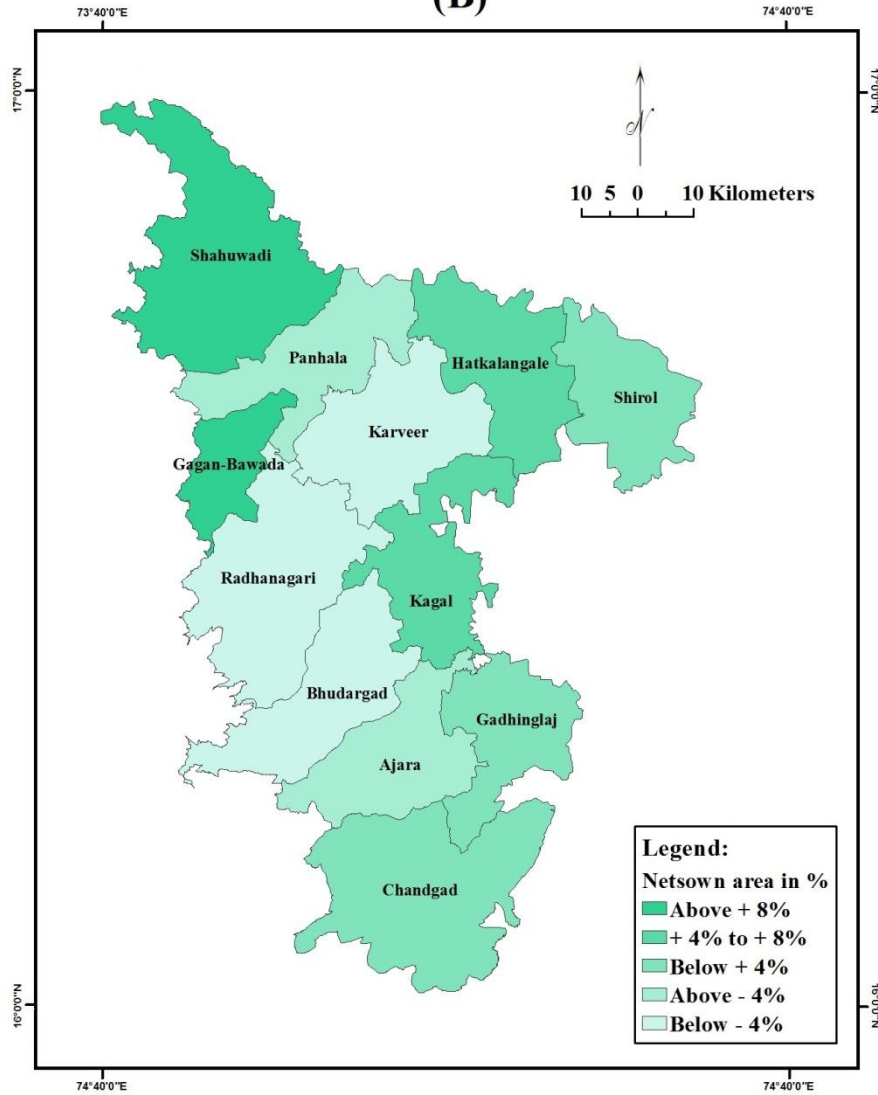 (B)
73°40'0"E
74°40'0"E
17°0'0"N
17°0'0"N
N
10 5 0 10 Kilometers
Shahuwadi
Panhala
Hatkalangale
Shirol
Karveer
Gagan-Bawada
Radhanagari
Kagal
Bhudargad
Gadhinglaj
Ajara
Chandgad
Legend:
Netsown area in %
Above + 8%
+ 4% to + 8%
Below + 4%
Above - 4%
Below - 4%
16°0'0"N
16°0'0"N
74°40'0"E
74°40'0"E